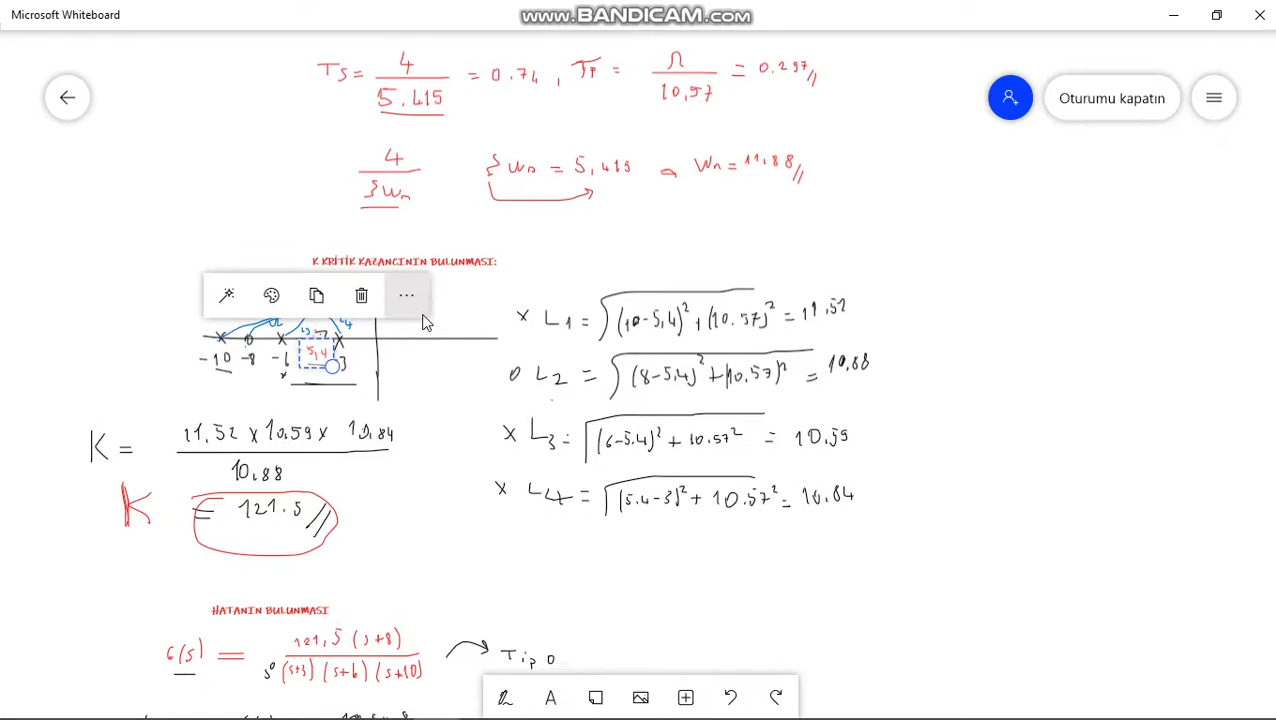 Microsoft Whiteboard
www.BANDICAM.com
Oturumu kapatın
Ts = 4 / 5.415 = 0.74, Tp = π / 10,57 = 0.297//
4 / ξWn ξWn = 5,415 Wn = 11.88//
K KRİTİK KAZANCININ BULUNMASI:
...
x L1 = √(10-5,4)² + (10.57)² = 11.52
-10 -8 -6 5,4 3
o L2 = √(8-5.4)² + (10.57)² = 10,88
x L3 = √(6-5.4)² + 10.57² = 10,59
K = 11.52 x 10.59 x 10,84 / 10,88
x L4 = √(5.4-3)² + 10.57² = 10.84
K = 121.5 //
HATANIN BULUNMASI
G(s) = 121,5 (s+8) / s⁰ (s+3) (s+6) (s+10) Tip 0
A